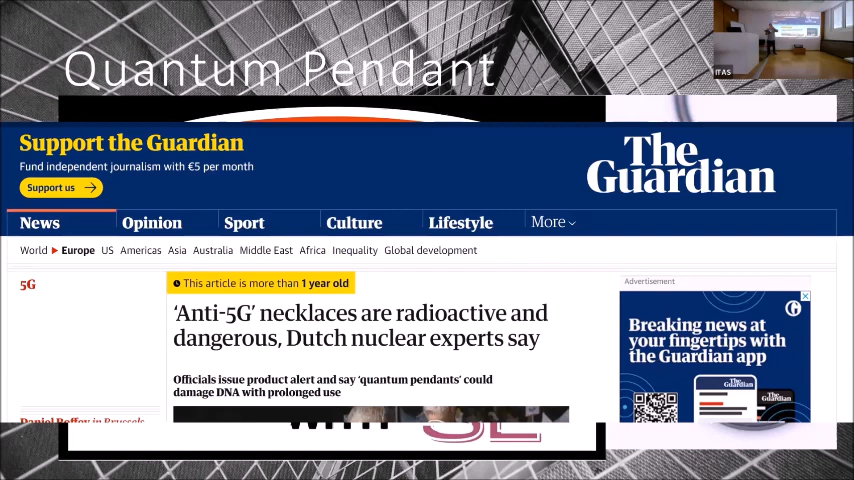 Quantum Pendant
ITAS
Support the Guardian
Fund independent journalism with €5 per month
Support us
The
Guardian
News
Opinion
Sport
Culture
Lifestyle
More
World
Europe
US
Americas
Asia
Australia
Middle East
Africa
Inequality
Global development
5G
This article is more than 1 year old
‘Anti-5G’ necklaces are radioactive and
dangerous, Dutch nuclear experts say
Officials issue product alert and say ‘quantum pendants’ could
damage DNA with prolonged use
Daniel Boffey in Brussels
Advertisement
Breaking news at
your fingertips with
the Guardian app